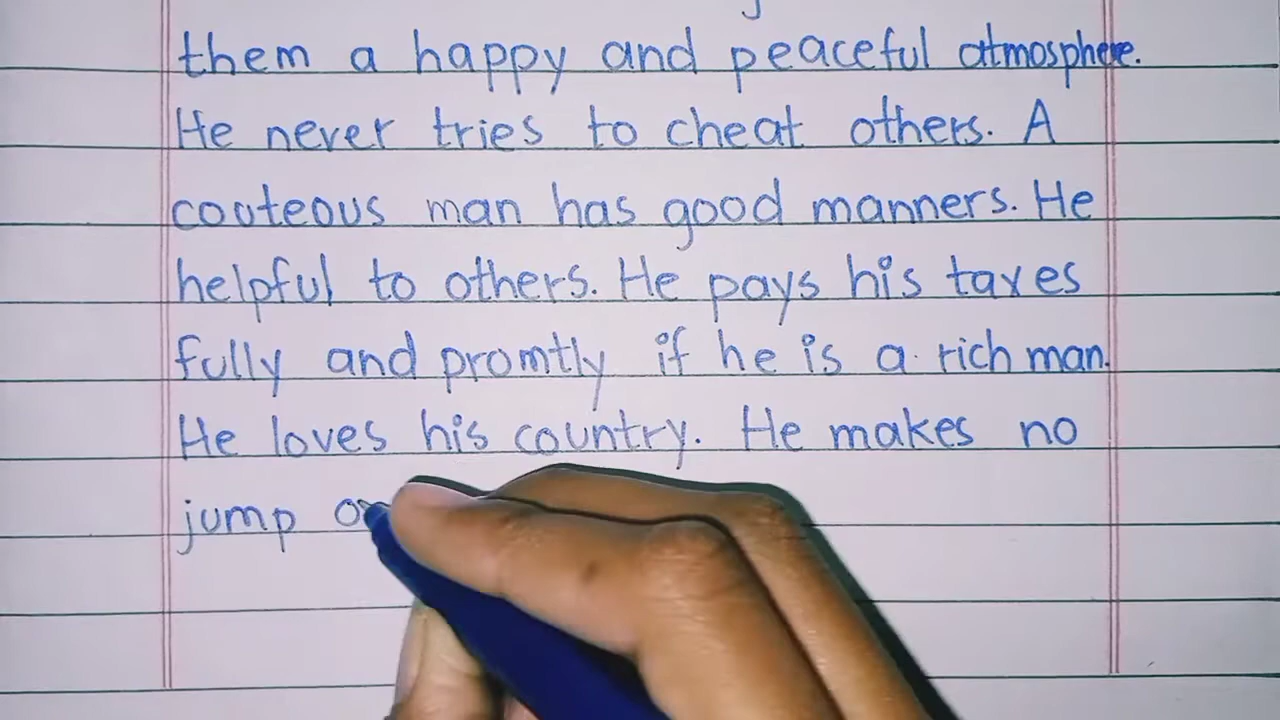 them a happy and peaceful atmosphere.
He never tries to cheat others. A
couteous man has good manners. He
helpful to others. He pays his taxes
fully and promtly if he is a rich man.
He loves his country. He makes no
jump